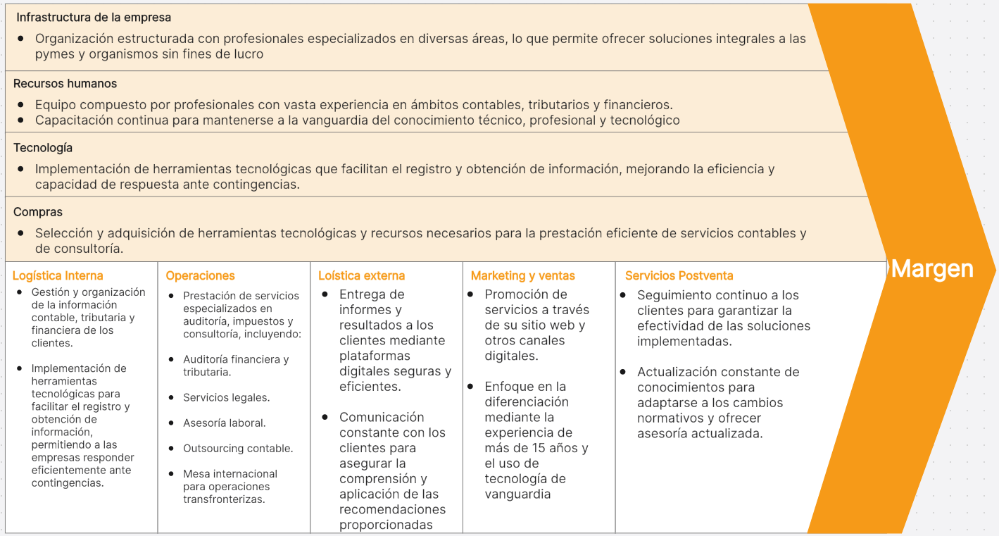 Infrastructura de la empresa
● Organización estructurada con profesionales especializados en diversas áreas, lo que permite ofrecer soluciones integrales a las
pymes y organismos sin fines de lucro
Recursos humanos
● Equipo compuesto por profesionales con vasta experiencia en ámbitos contables, tributarios y financieros.
● Capacitación continua para mantenerse a la vanguardia del conocimiento técnico, profesional y tecnológico
Tecnología
● Implementación de herramientas tecnológicas que facilitan el registro y obtención de información, mejorando la eficiencia y
capacidad de respuesta ante contingencias.
Compras
● Selección y adquisición de herramientas tecnológicas y recursos necesarios para la prestación eficiente de servicios contables y
de consultoría.
Logística Interna
● Gestión y organización
de la información
contable, tributaria y
financiera de los
clientes.
● Implementación de
herramientas
tecnológicas para
facilitar el registro y
obtención de
información,
permitiendo a las
empresas responder
eficientemente ante
contingencias.
Operaciones
● Prestación de servicios
especializados en
auditoría, impuestos y
consultoría, incluyendo:
● Auditoría financiera y
tributaria.
● Servicios legales.
● Asesoría laboral.
● Outsourcing contable.
● Mesa internacional
para operaciones
transfronterizas.
Loística externa
● Entrega de
informes y
resultados a los
clientes mediante
plataformas
digitales seguras y
eficientes.
● Comunicación
constante con los
clientes para
asegurar la
comprensión y
aplicación de las
recomendaciones
proporcionadas
Marketing y ventas
● Promoción de
servicios a través
de su sitio web y
otros canales
digitales.
● Enfoque en la
diferenciación
mediante la
experiencia de
más de 15 años y
el uso de
tecnología de
vanguardia
Servicios Postventa
● Seguimiento continuo a los
clientes para garantizar la
efectividad de las soluciones
implementadas.
● Actualización constante de
conocimientos para
adaptarse a los cambios
normativos y ofrecer
asesoría actualizada.
Margen